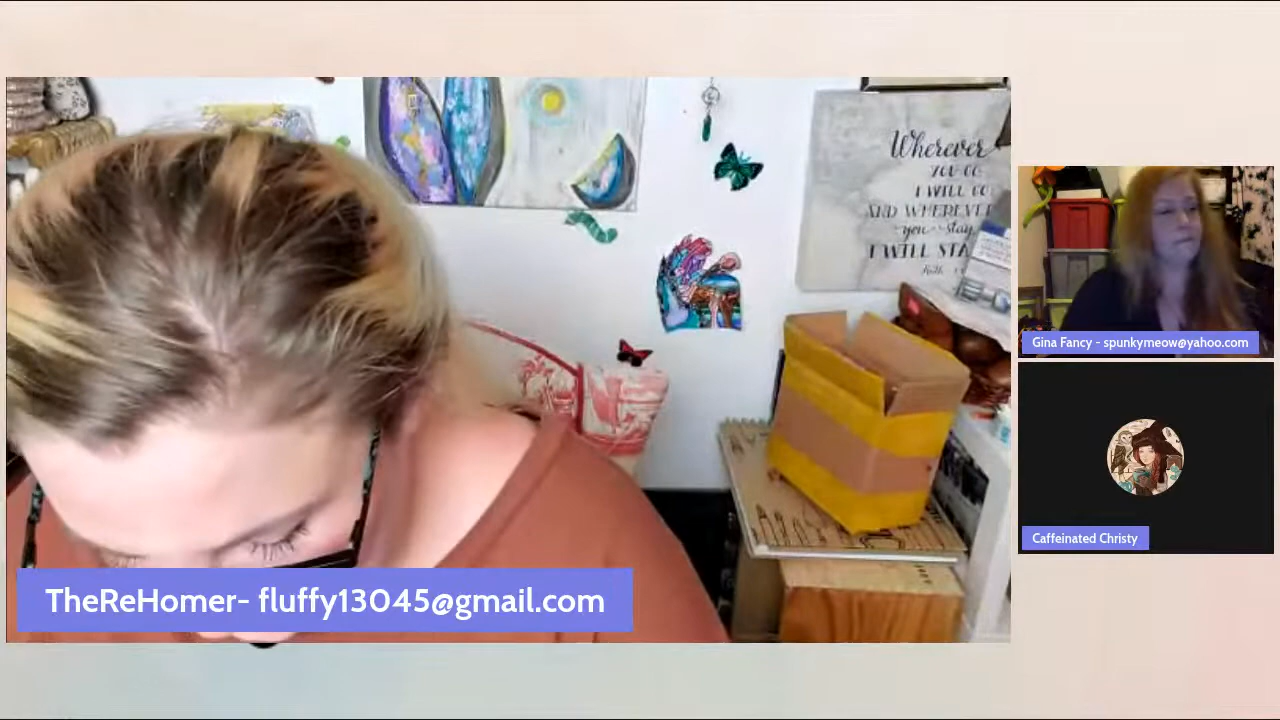 Wherever
YOU GO
I WILL GO
AND WHEREVER
you stay
I WILL STA
Gina Fancy - spunkymeow@yahoo.com
Caffeinated Christy
TheReHomer- fluffy13045@gmail.com